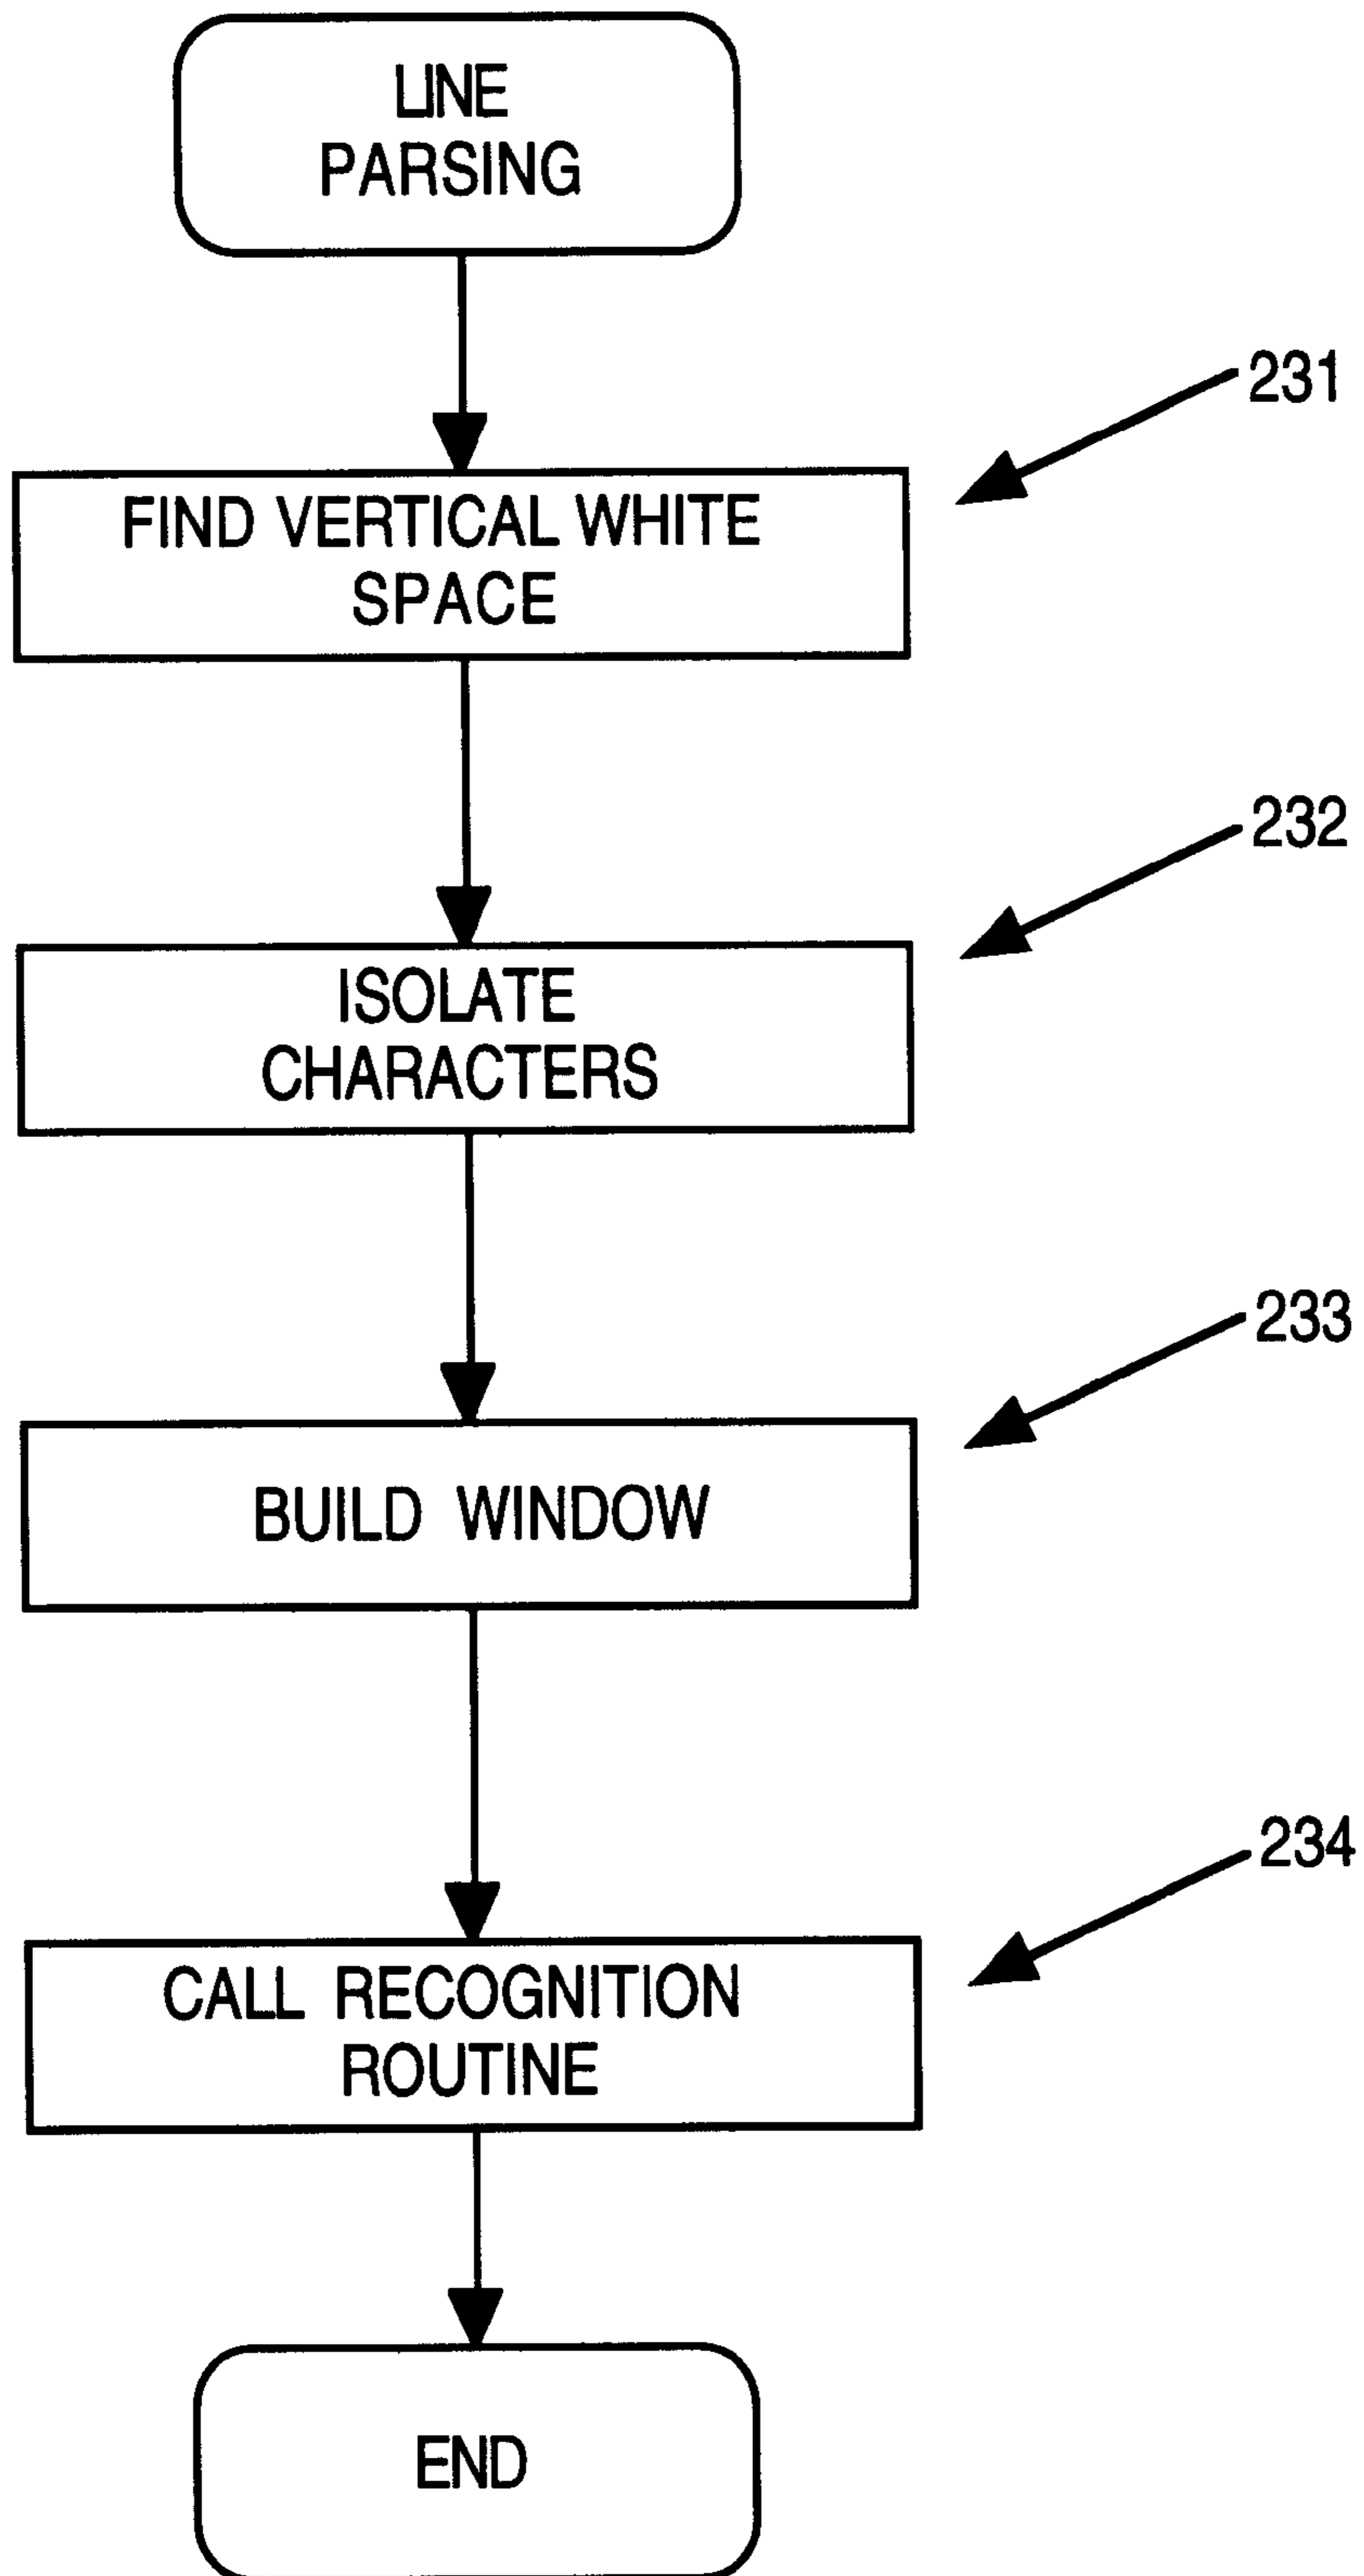 LINE
PARSING
231
FIND VERTICAL WHITE
SPACE
232
ISOLATE
CHARACTERS
233
BUILD WINDOW
234
CALL RECOGNITION
ROUTINE
END